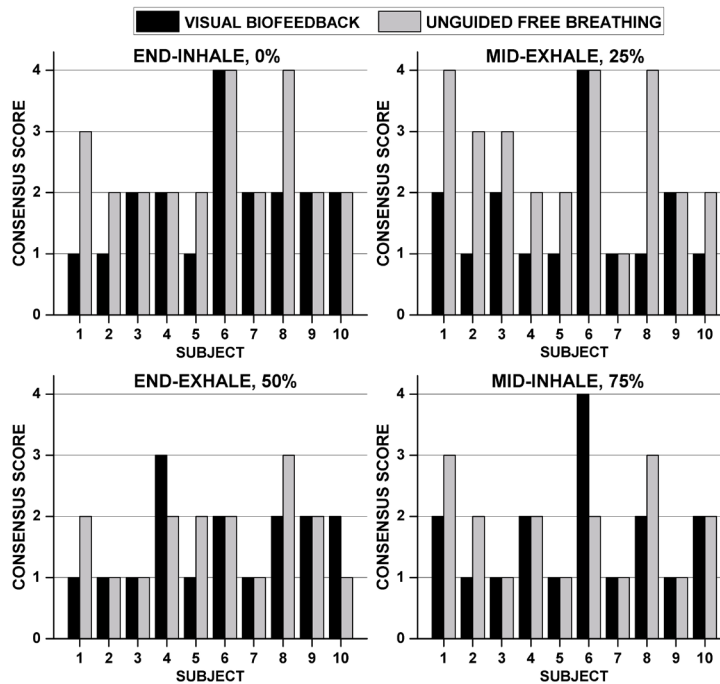 VISUAL BIOFEEDBACK UNGUIDED FREE BREATHING
END-INHALE, 0%
CONSENSUS SCORE
4
3
2
1
0
1 2 3 4 5 6 7 8 9 10
SUBJECT
MID-EXHALE, 25%
CONSENSUS SCORE
4
3
2
1
0
1 2 3 4 5 6 7 8 9 10
SUBJECT
END-EXHALE, 50%
CONSENSUS SCORE
4
3
2
1
0
1 2 3 4 5 6 7 8 9 10
SUBJECT
MID-INHALE, 75%
CONSENSUS SCORE
4
3
2
1
0
1 2 3 4 5 6 7 8 9 10
SUBJECT